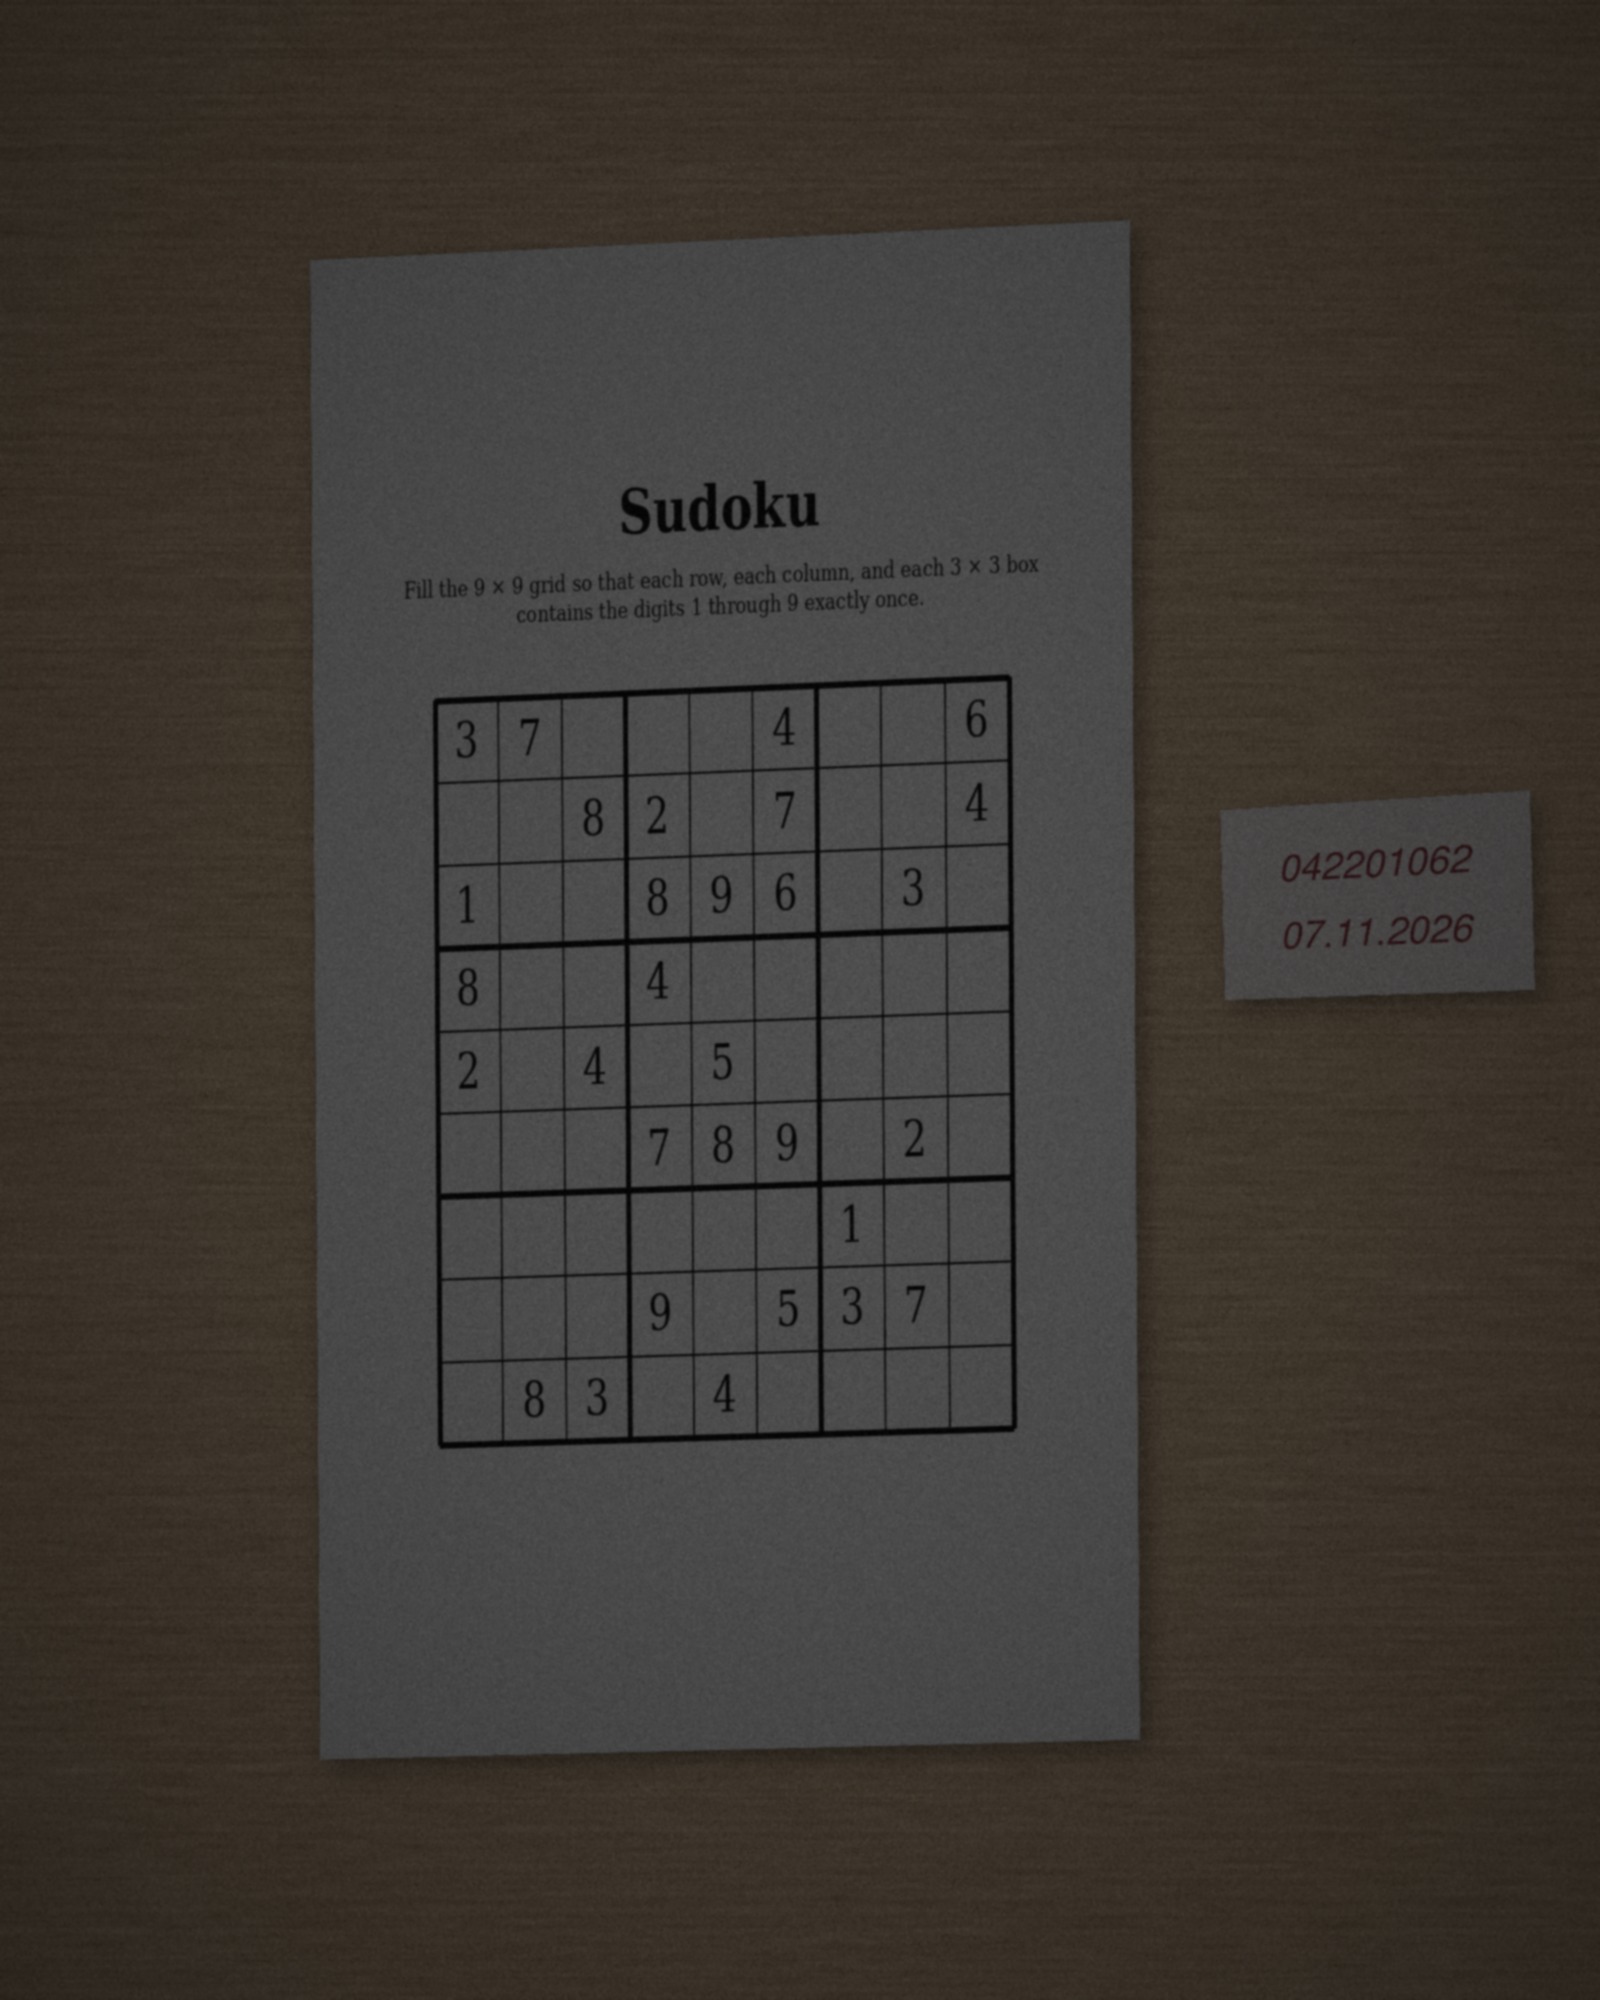 Sudoku
Fill the 9 × 9 grid so that each row, each column, and each 3 × 3 box
contains the digits 1 through 9 exactly once.
3 7 4 6
8 2 7 4
1 8 9 6 3
8 4
2 4 5
7 8 9 2
1
9 5 3 7
8 3 4
042201062
07.11.2026